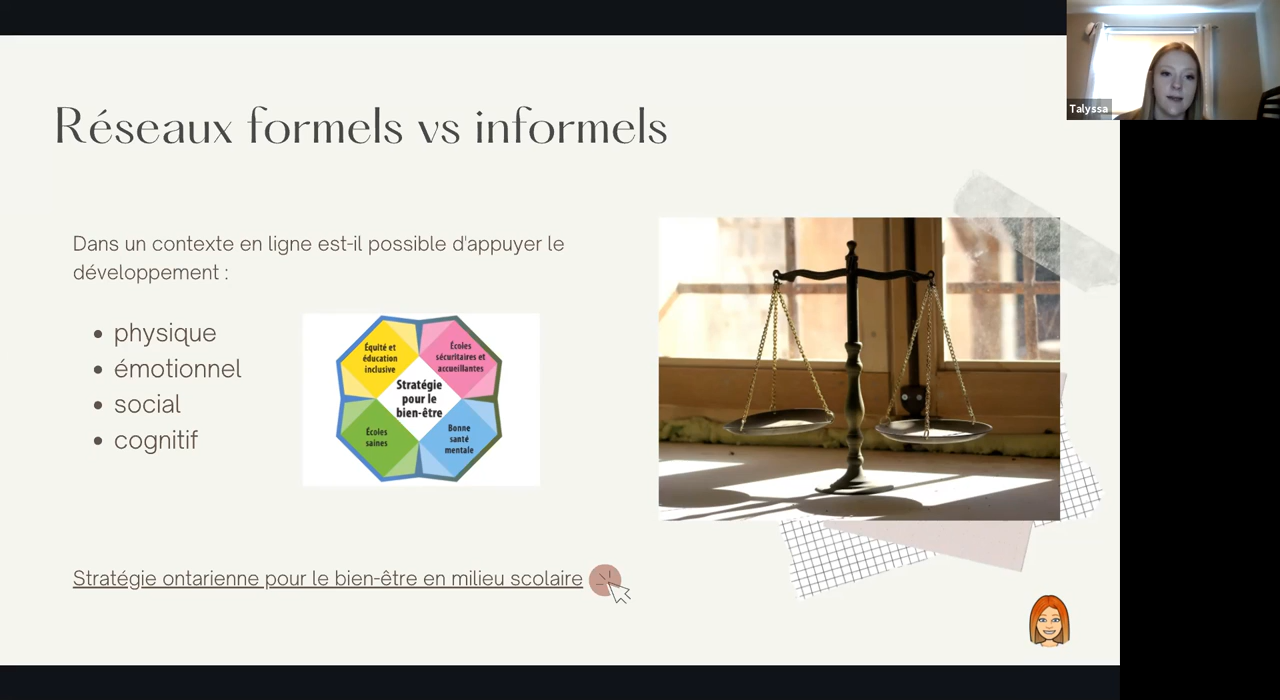 Talyssa
Réseaux formels vs informels
Dans un contexte en ligne est-il possible d'appuyer le
développement :
physique
émotionnel
social
cognitif
Équité et
éducation
inclusive
Écoles
sécuritaires et
accueillantes
Stratégie
pour le
bien-être
Écoles
saines
Bonne
santé
mentale
Stratégie ontarienne pour le bien-être en milieu scolaire